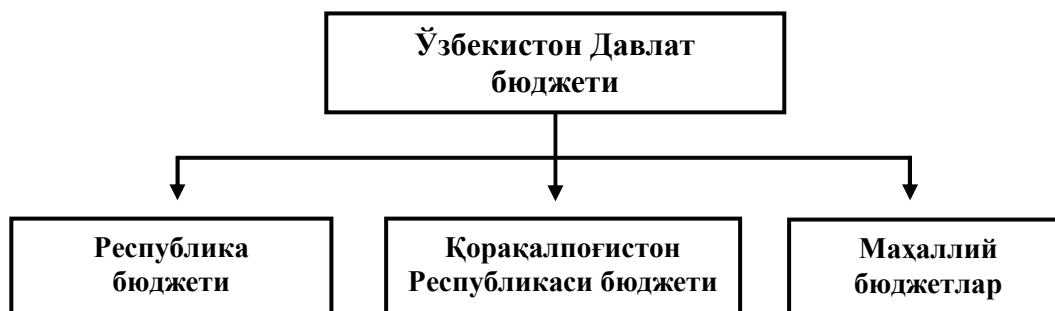 Ўзбекистон Давлат
бюджети
Республика
бюджети
Қорақалпоғистон
Республикаси бюджети
Маҳаллий
бюджетлар